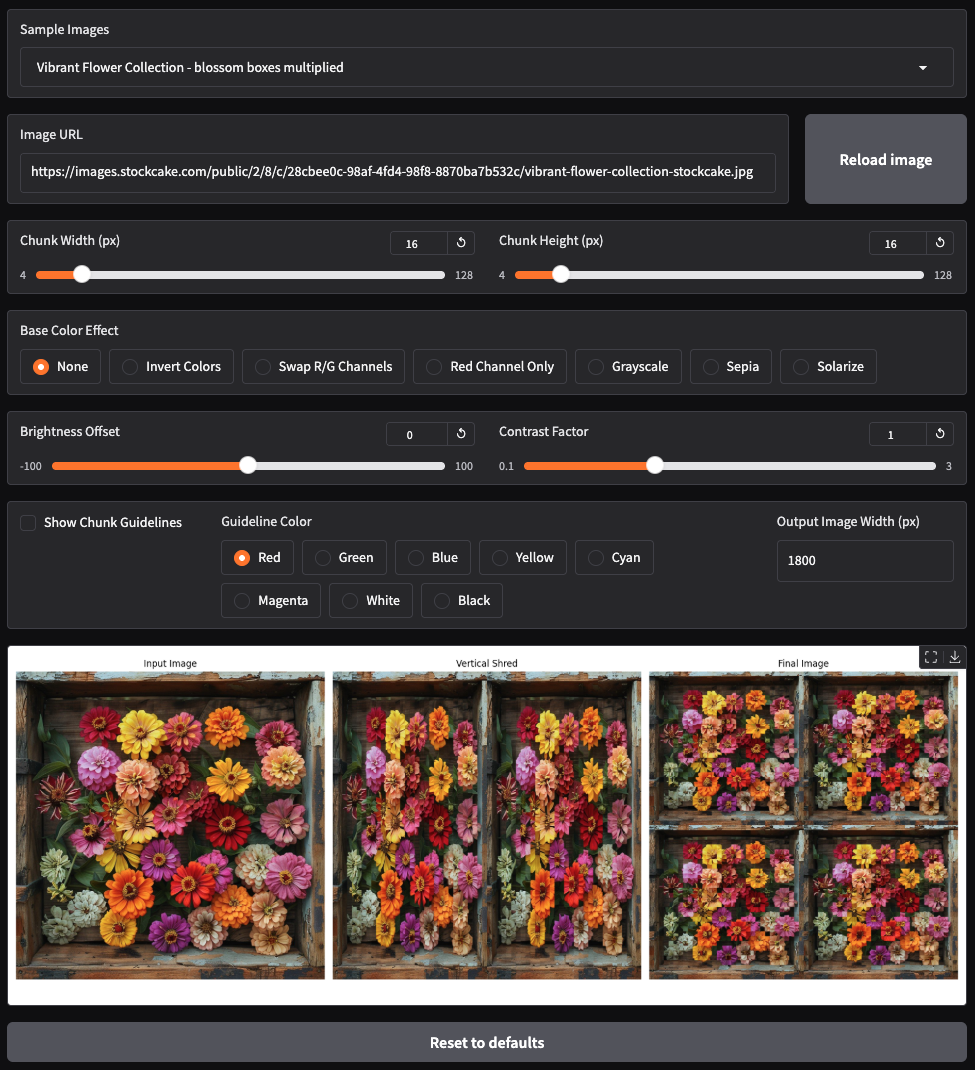 Sample Images
Vibrant Flower Collection - blossom boxes multiplied
Image URL
https://images.stockcake.com/public/2/8/c/28cbee0c-98af-4fd4-98f8-8870ba7b532c/vibrant-flower-collection-stockcake.jpg
Reload image
Chunk Width (px)
16
4
128
Chunk Height (px)
16
4
128
Base Color Effect
None
Invert Colors
Swap R/G Channels
Red Channel Only
Grayscale
Sepia
Solarize
Brightness Offset
0
-100
100
Contrast Factor
1
0.1
3
Show Chunk Guidelines
Guideline Color
Red
Green
Blue
Yellow
Cyan
Magenta
White
Black
Output Image Width (px)
1800
Input Image
Vertical Shred
Final Image
Reset to defaults